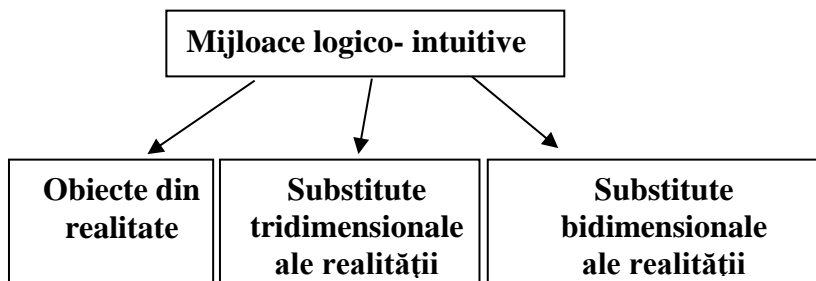 Mijloace logico- intuitive
Obiecte din
realitate
Substitute
tridimensionale
ale realității
Substitute
bidimensionale
ale realității